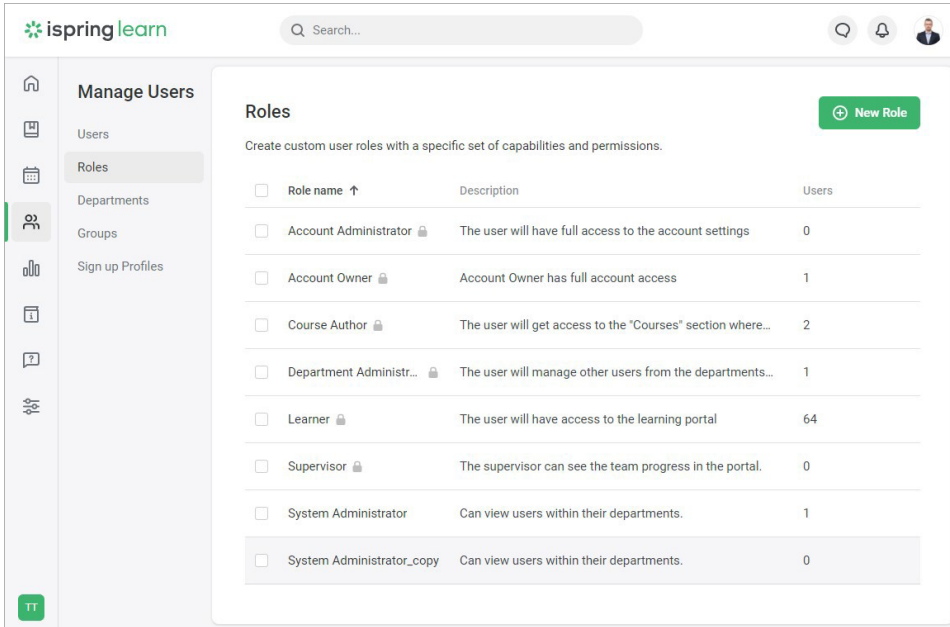 ispring learn
Search...
Manage Users
Users
Roles
Departments
Groups
Sign up Profiles
Roles
New Role
Create custom user roles with a specific set of capabilities and permissions.
Role name ↑ Description Users
Account Administrator The user will have full access to the account settings 0
Account Owner Account Owner has full account access 1
Course Author The user will get access to the "Courses" section where... 2
Department Administr... The user will manage other users from the departments... 1
Learner The user will have access to the learning portal 64
Supervisor The supervisor can see the team progress in the portal. 0
System Administrator Can view users within their departments. 1
System Administrator_copy Can view users within their departments. 0
TT